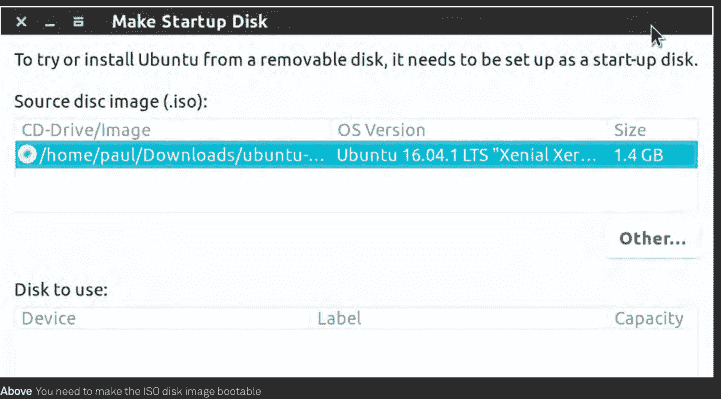 Make Startup Disk
To try or install Ubuntu from a removable disk, it needs to be set up as a start-up disk.
Source disc image (.iso):
CD-Drive/Image OS Version Size
/home/paul/Downloads/ubuntu-... Ubuntu 16.04.1 LTS "Xenial Xer... 1.4 GB
Other...
Disk to use:
Device Label Capacity
Above You need to make the ISO disk image bootable